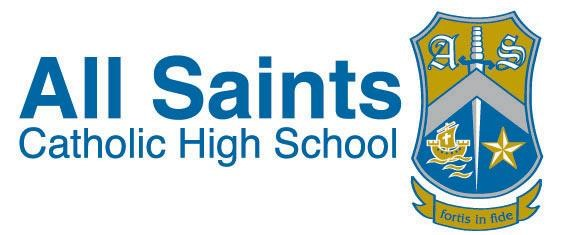 All Saints
Catholic High School
A S
fortis in fide